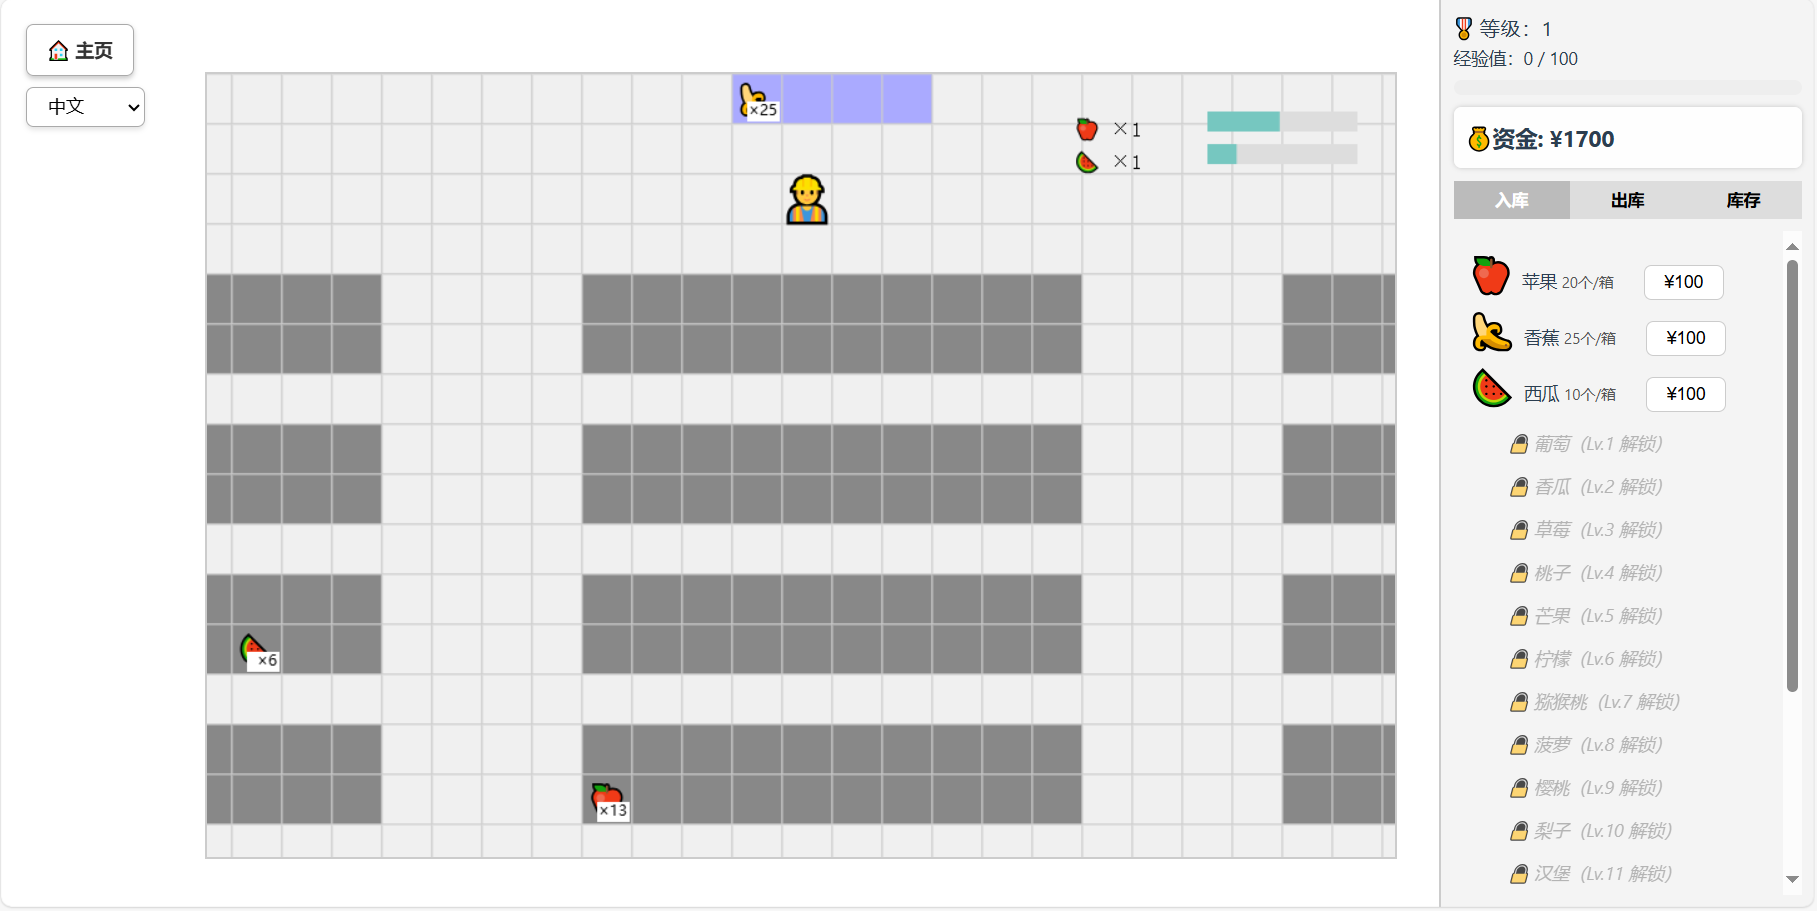 主页
中文
×25
×1
×1
×6
×13
等级：1
经验值：0 / 100
资金: ¥1700
入库 出库 库存
苹果 20个/箱 ¥100
香蕉 25个/箱 ¥100
西瓜 10个/箱 ¥100
葡萄 (Lv.1 解锁)
香瓜 (Lv.2 解锁)
草莓 (Lv.3 解锁)
桃子 (Lv.4 解锁)
芒果 (Lv.5 解锁)
柠檬 (Lv.6 解锁)
猕猴桃 (Lv.7 解锁)
菠萝 (Lv.8 解锁)
樱桃 (Lv.9 解锁)
梨子 (Lv.10 解锁)
汉堡 (Lv.11 解锁)